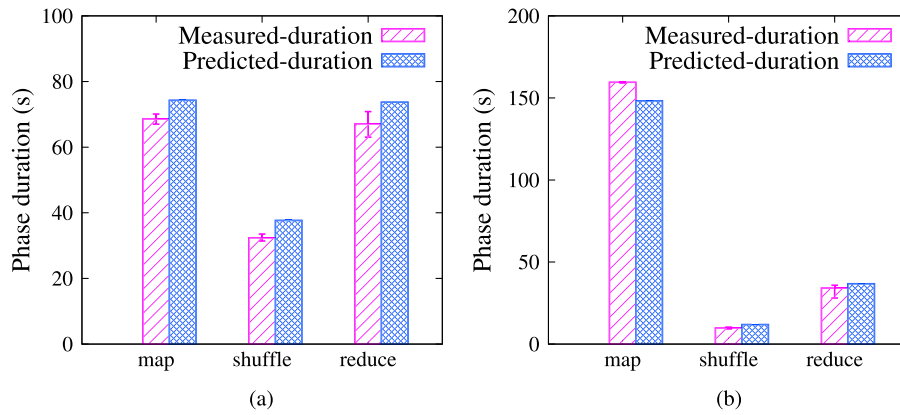 100
80
60
40
20
0
Phase duration (s)
Measured-duration
Predicted-duration
map shuffle reduce
(a)
200
150
100
50
0
Phase duration (s)
Measured-duration
Predicted-duration
map shuffle reduce
(b)